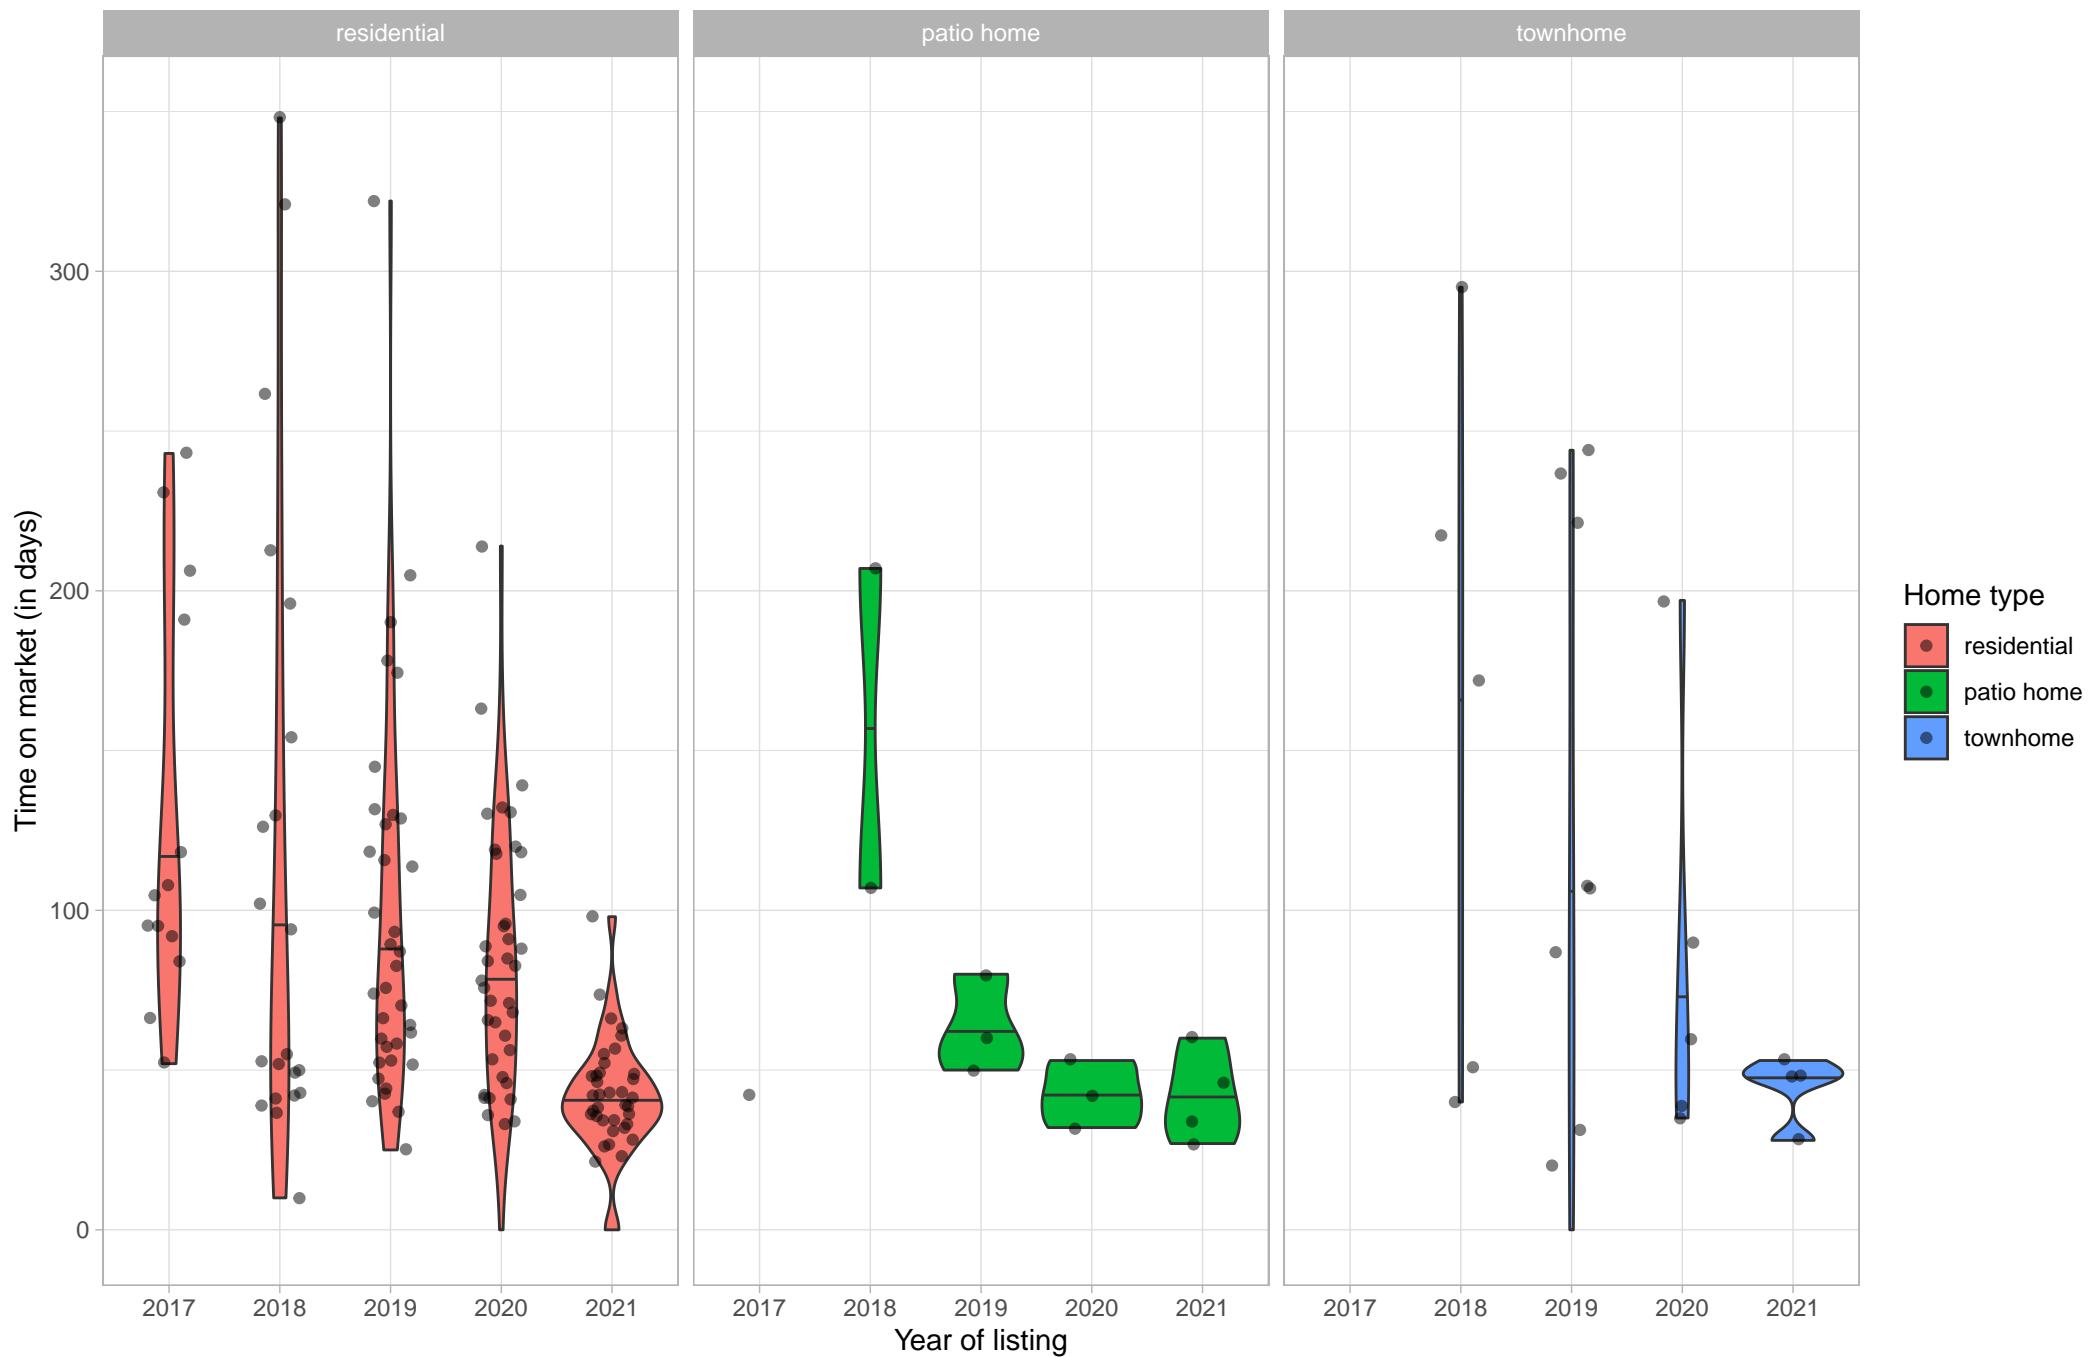 residential patio home townhome
Time on market (in days)
300
200
100
0
2017 2018 2019 2020 2021 2017 2018 2019 2020 2021 2017 2018 2019 2020 2021
Year of listing
Home type
residential
patio home
townhome